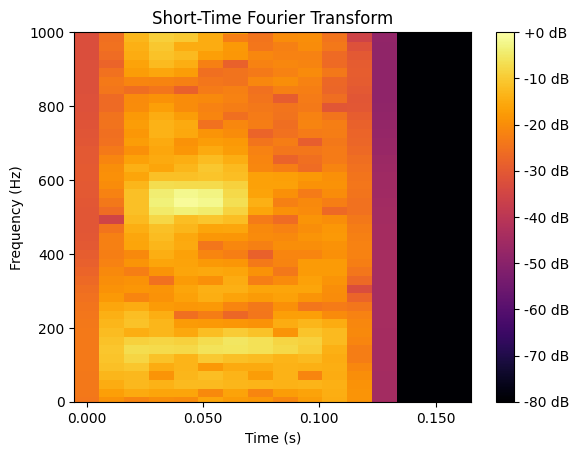 Short-Time Fourier Transform
1000
800
600
400
200
0
Frequency (Hz)
0.000
0.050
0.100
0.150
Time (s)
+0 dB
-10 dB
-20 dB
-30 dB
-40 dB
-50 dB
-60 dB
-70 dB
-80 dB